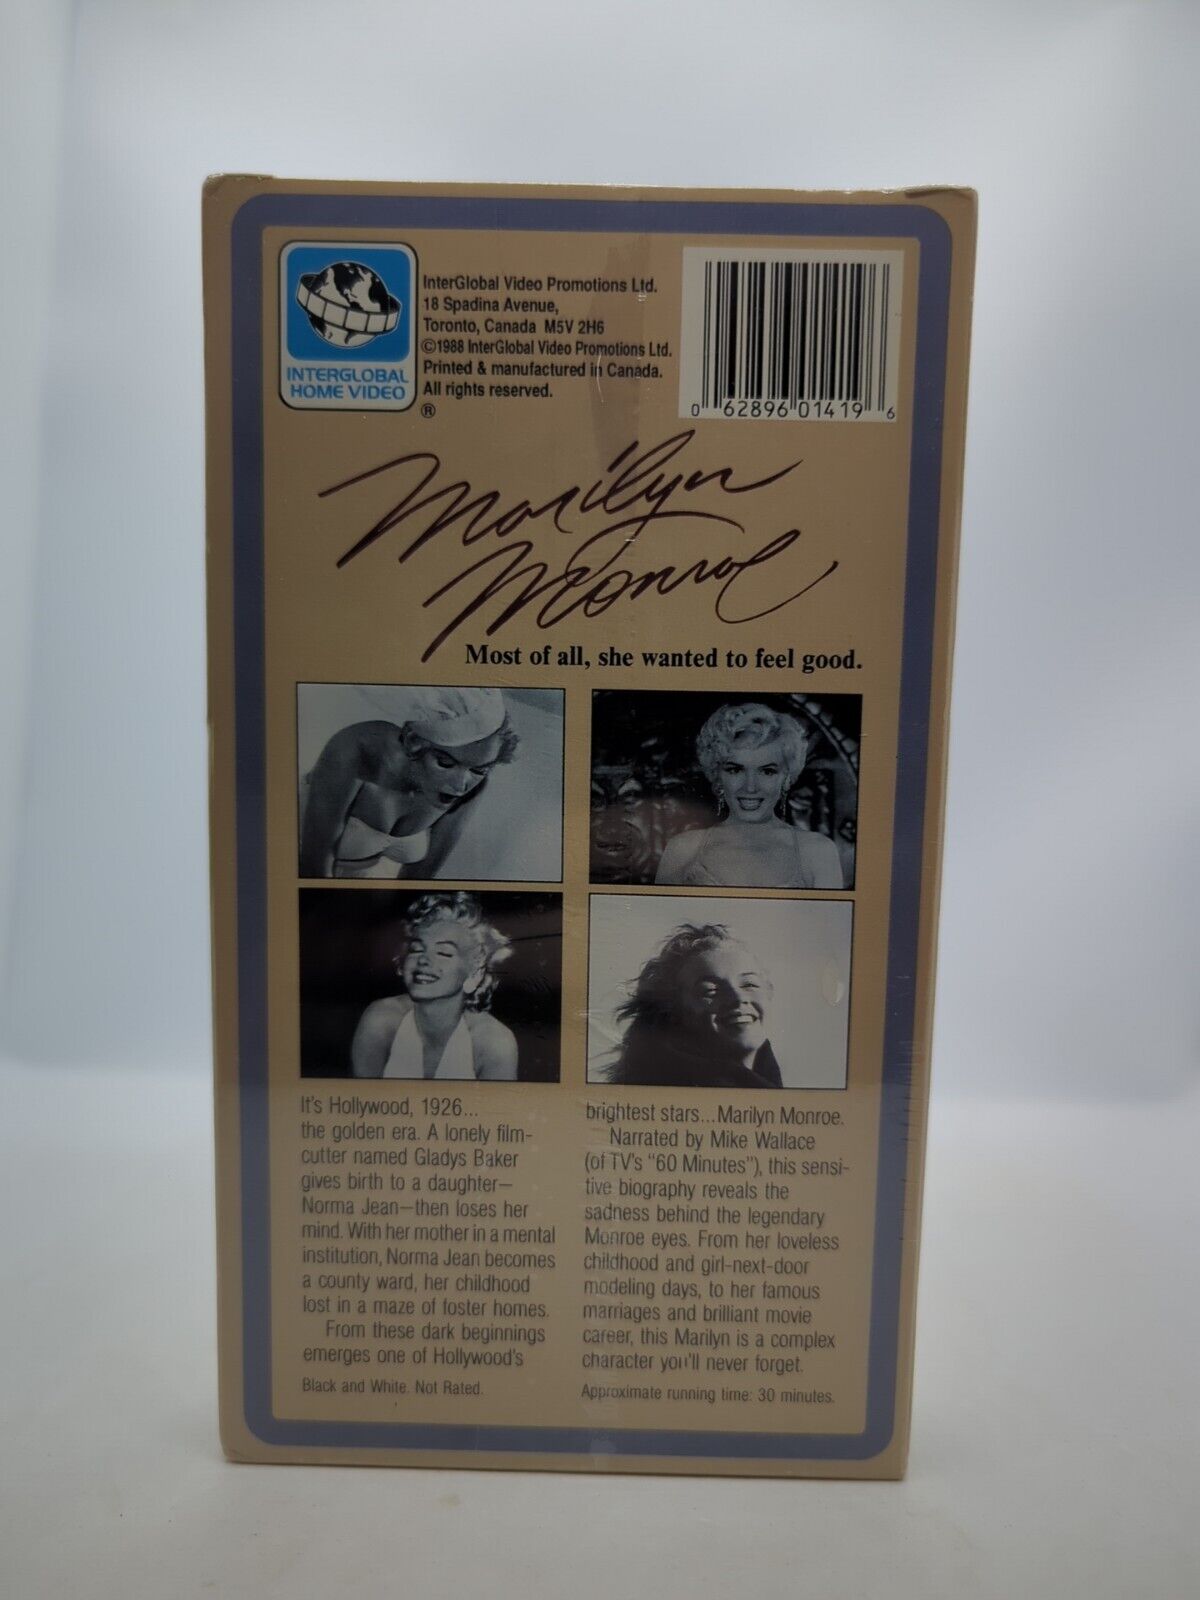 INTERGLOBAL
HOME VIDEO
InterGlobal Video Promotions Ltd.
18 Spadina Avenue,
Toronto, Canada M5V 2H6
©1988 InterGlobal Video Promotions Ltd.
Printed & manufactured in Canada.
All rights reserved.
®
0 62896 01419 6
Marilyn
Monroe
Most of all, she wanted to feel good.
It's Hollywood, 1926...
the golden era. A lonely film-
cutter named Gladys Baker
gives birth to a daughter—
Norma Jean—then loses her
mind. With her mother in a mental
institution, Norma Jean becomes
a county ward, her childhood
lost in a maze of foster homes.
From these dark beginnings
emerges one of Hollywood's
Black and White. Not Rated.
brightest stars...Marilyn Monroe.
Narrated by Mike Wallace
(of TV's "60 Minutes"), this sensi-
tive biography reveals the
sadness behind the legendary
Monroe eyes. From her loveless
childhood and girl-next-door
modeling days, to her famous
marriages and brilliant movie
career, this Marilyn is a complex
character you'll never forget.
Approximate running time: 30 minutes.